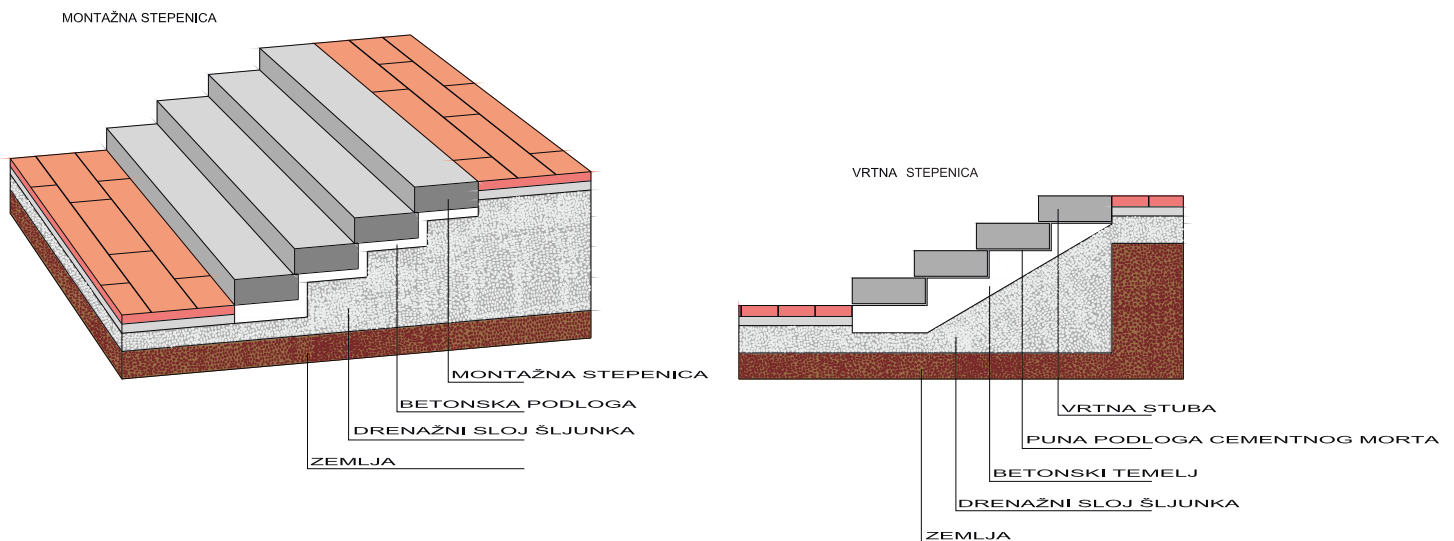 MONTAŽNA STEPENICA
MONTAŽNA STEPENICA
BETONSKA PODLOGA
DRENAŽNI SLOJ ŠLJUNKA
ZEMLJA
VRTNA STEPENICA
VRTNA STUBA
PUNA PODLOGA CEMENTNOG MORTA
BETONSKI TEMELJ
DRENAŽNI SLOJ ŠLJUNKA
ZEMLJA